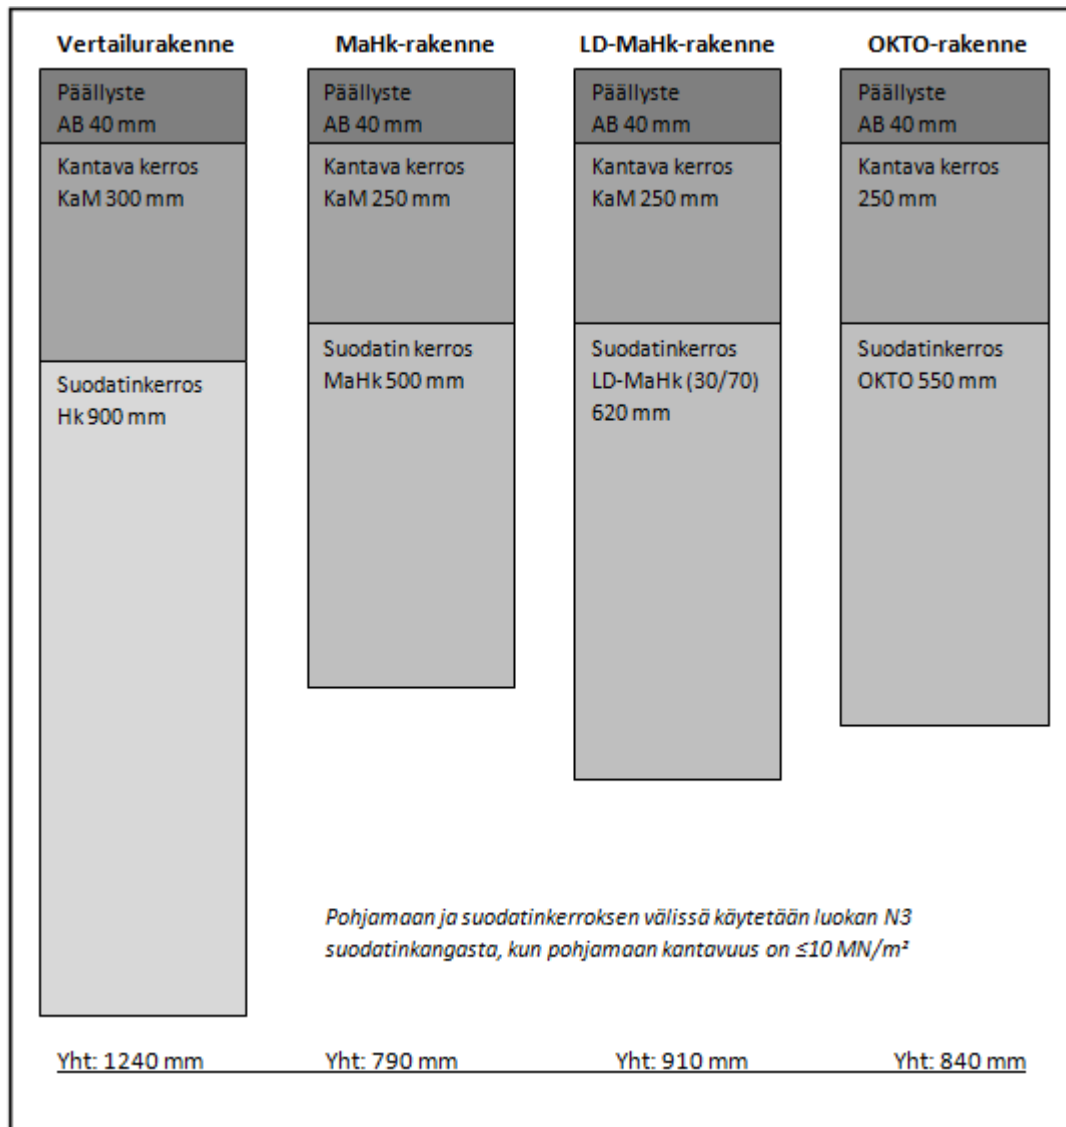 Vertailurakenne
Päällyste
AB 40 mm
Kantava kerros
KaM 300 mm
Suodatinkerros
Hk 900 mm
MaHk-rakenne
Päällyste
AB 40 mm
Kantava kerros
KaM 250 mm
Suodatin kerros
MaHk 500 mm
LD-MaHk-rakenne
Päällyste
AB 40 mm
Kantava kerros
KaM 250 mm
Suodatinkerros
LD-MaHk (30/70)
620 mm
OKTO-rakenne
Päällyste
AB 40 mm
Kantava kerros
250 mm
Suodatinkerros
OKTO 550 mm
Pohjamaan ja suodatinkerroksen välissä käytetään luokan N3
suodatinkangasta, kun pohjamaan kantavuus on ≤10 MN/m²
Yht: 1240 mm
Yht: 790 mm
Yht: 910 mm
Yht: 840 mm